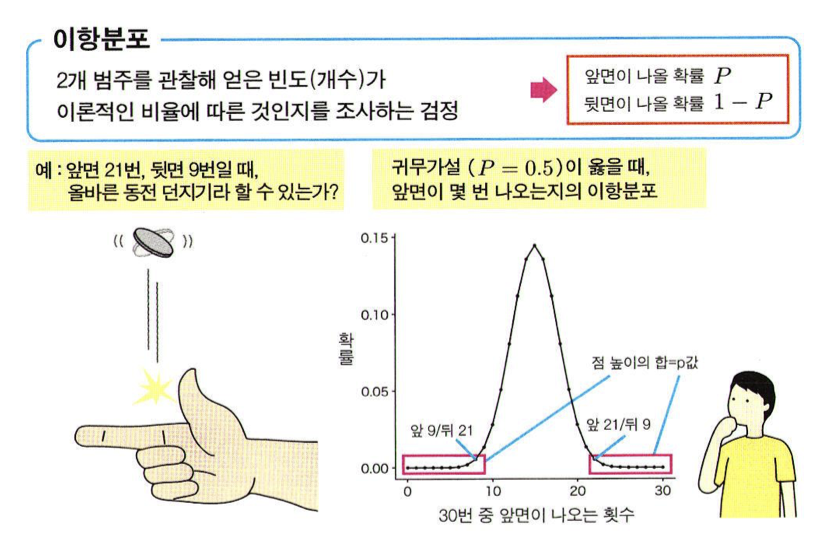 이항분포
2개 범주를 관찰해 얻은 빈도(개수)가
이론적인 비율에 따른 것인지를 조사하는 검정
앞면이 나올 확률 P
뒷면이 나올 확률 1 − P
예 : 앞면 21번, 뒷면 9번일 때,
올바른 동전 던지기라 할 수 있는가?
귀무가설 (P = 0.5)이 옳을 때,
앞면이 몇 번 나오는지의 이항분포
0.15
0.10
0.05
0.00
확률
점 높이의 합=p값
앞 9/뒤 21
앞 21/뒤 9
0
10
20
30
30번 중 앞면이 나오는 횟수